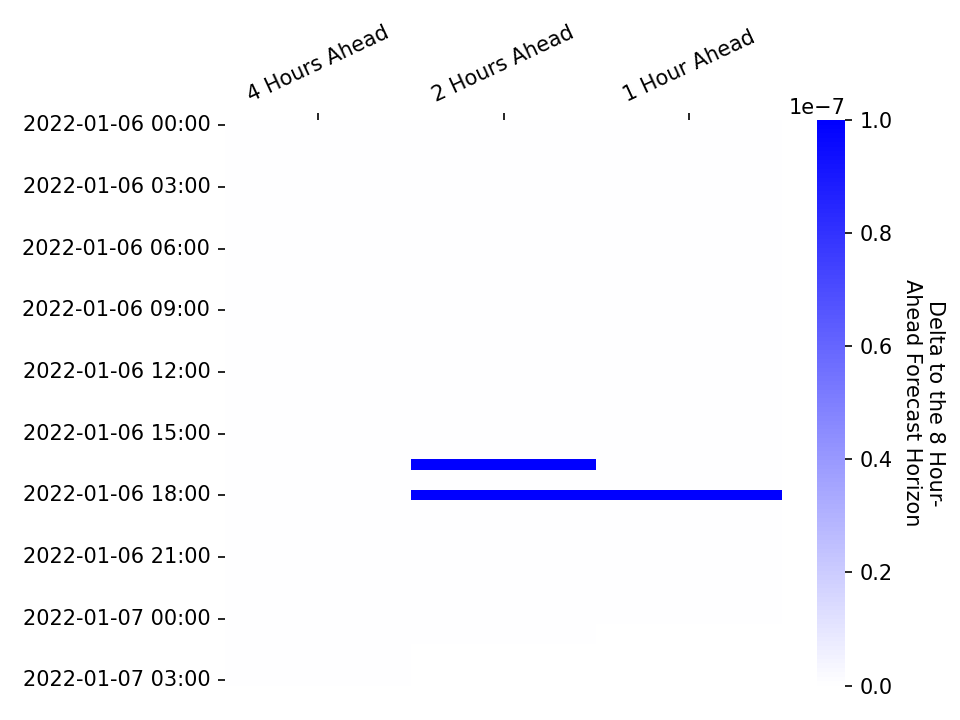 4 Hours Ahead
2 Hours Ahead
1 Hour Ahead
2022-01-06 00:00
2022-01-06 03:00
2022-01-06 06:00
2022-01-06 09:00
2022-01-06 12:00
2022-01-06 15:00
2022-01-06 18:00
2022-01-06 21:00
2022-01-07 00:00
2022-01-07 03:00
1e−7
1.0
0.8
0.6
0.4
0.2
0.0
Delta to the 8 Hour-
Ahead Forecast Horizon